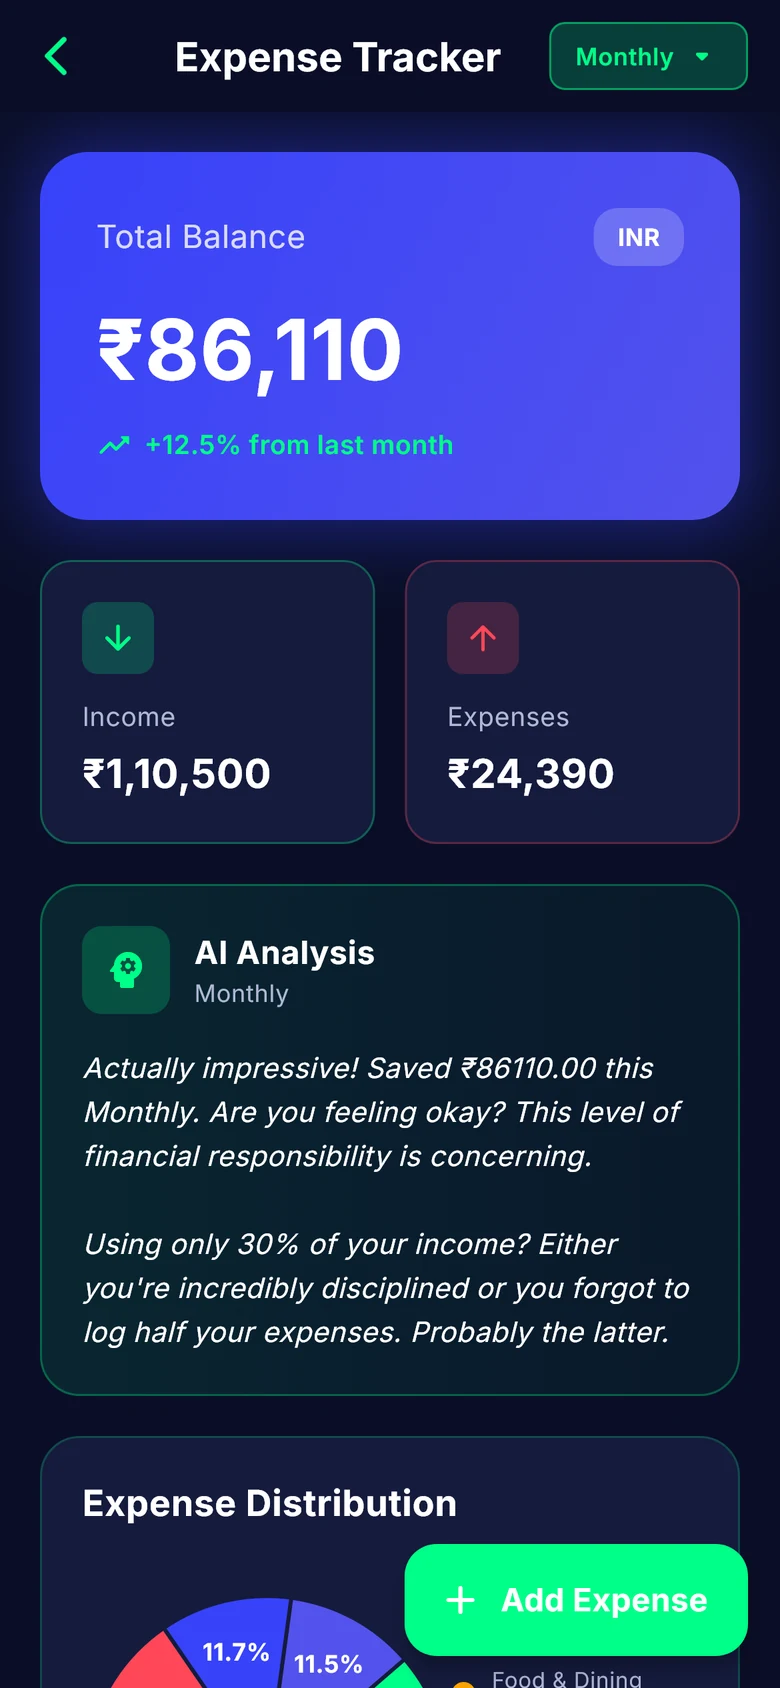 Expense Tracker
Monthly
Total Balance
INR
₹86,110
+12.5% from last month
Income
₹1,10,500
Expenses
₹24,390
AI Analysis
Monthly
Actually impressive! Saved ₹86110.00 this
Monthly. Are you feeling okay? This level of
financial responsibility is concerning.
Using only 30% of your income? Either
you're incredibly disciplined or you forgot to
log half your expenses. Probably the latter.
Expense Distribution
Add Expense
11.7%
11.5%
Food & Dining